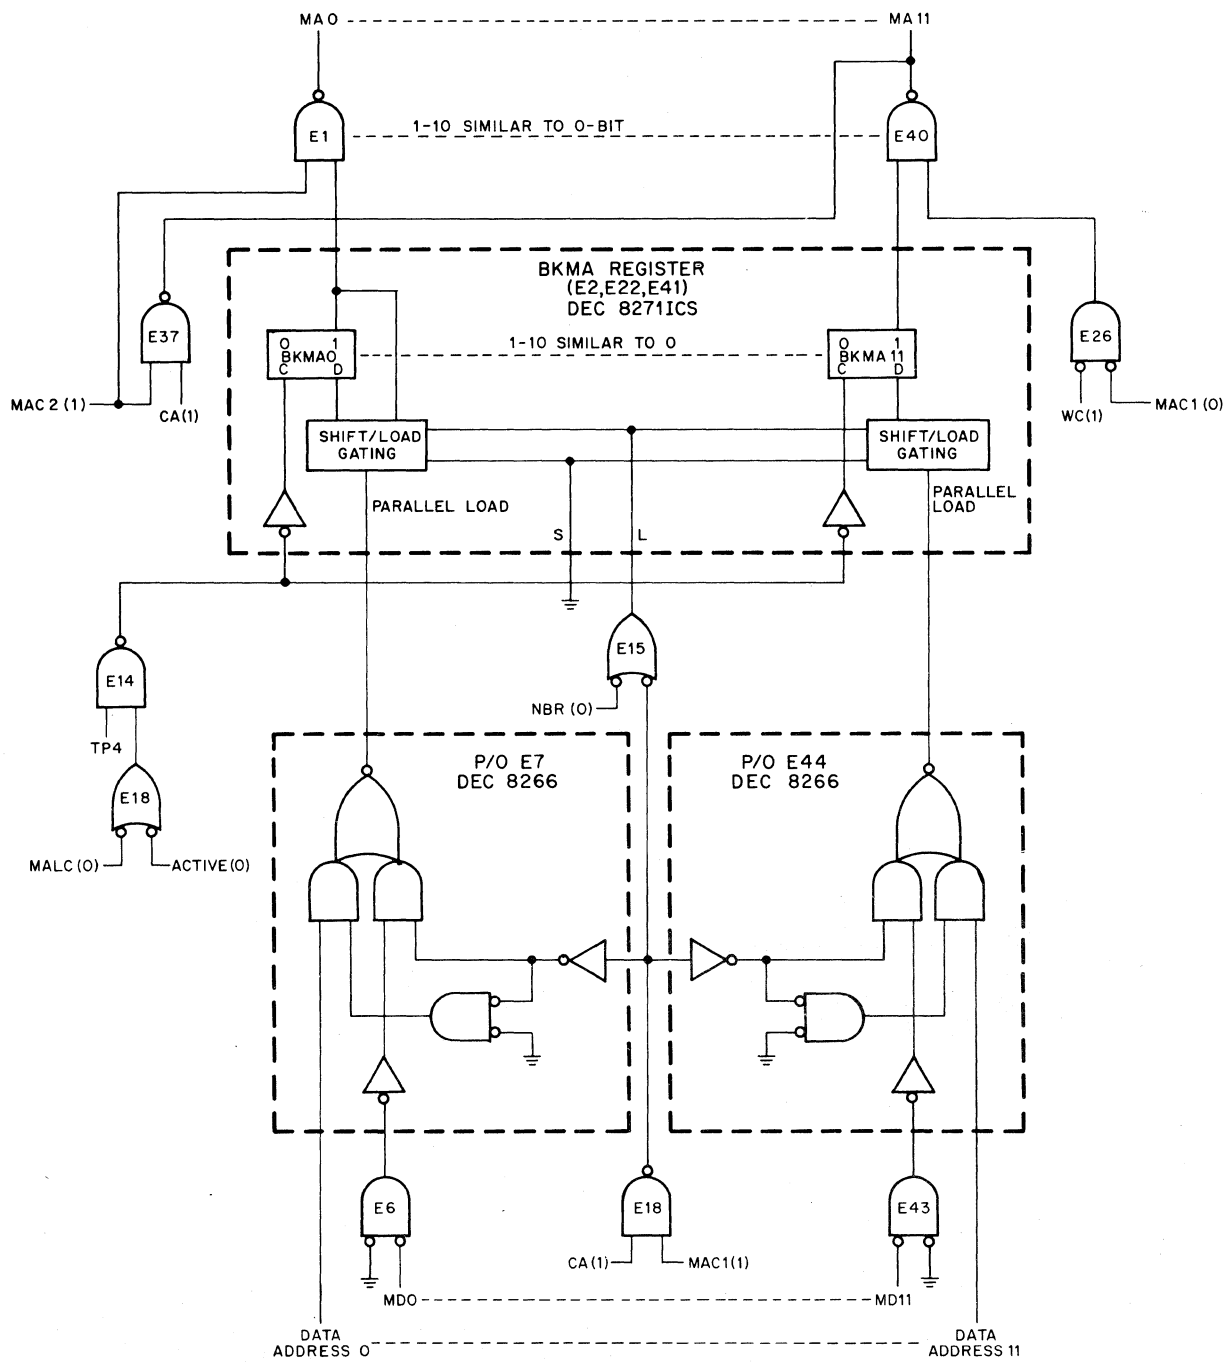 MA0 MA11
E1 1-10 SIMILAR TO 0-BIT E40
BKMA REGISTER
(E2,E22,E41)
DEC 8271 ICS
E37 E26
0 1 0 1
BKMA0 1-10 SIMILAR TO 0 BKMA 11
C D C D
MAC 2 (1) CA(1) WC(1) MAC1 (0)
SHIFT/LOAD
GATING
SHIFT/LOAD
GATING
PARALLEL LOAD
PARALLEL
LOAD
S L
E15
E14
NBR (0)
TP4
P/O E7
DEC 8266
P/O E44
DEC 8266
E18
MALC (0) ACTIVE (0)
E6 E18 E43
CA (1) MAC1 (1)
MD0 MD11
DATA
ADDRESS 0
DATA
ADDRESS 11